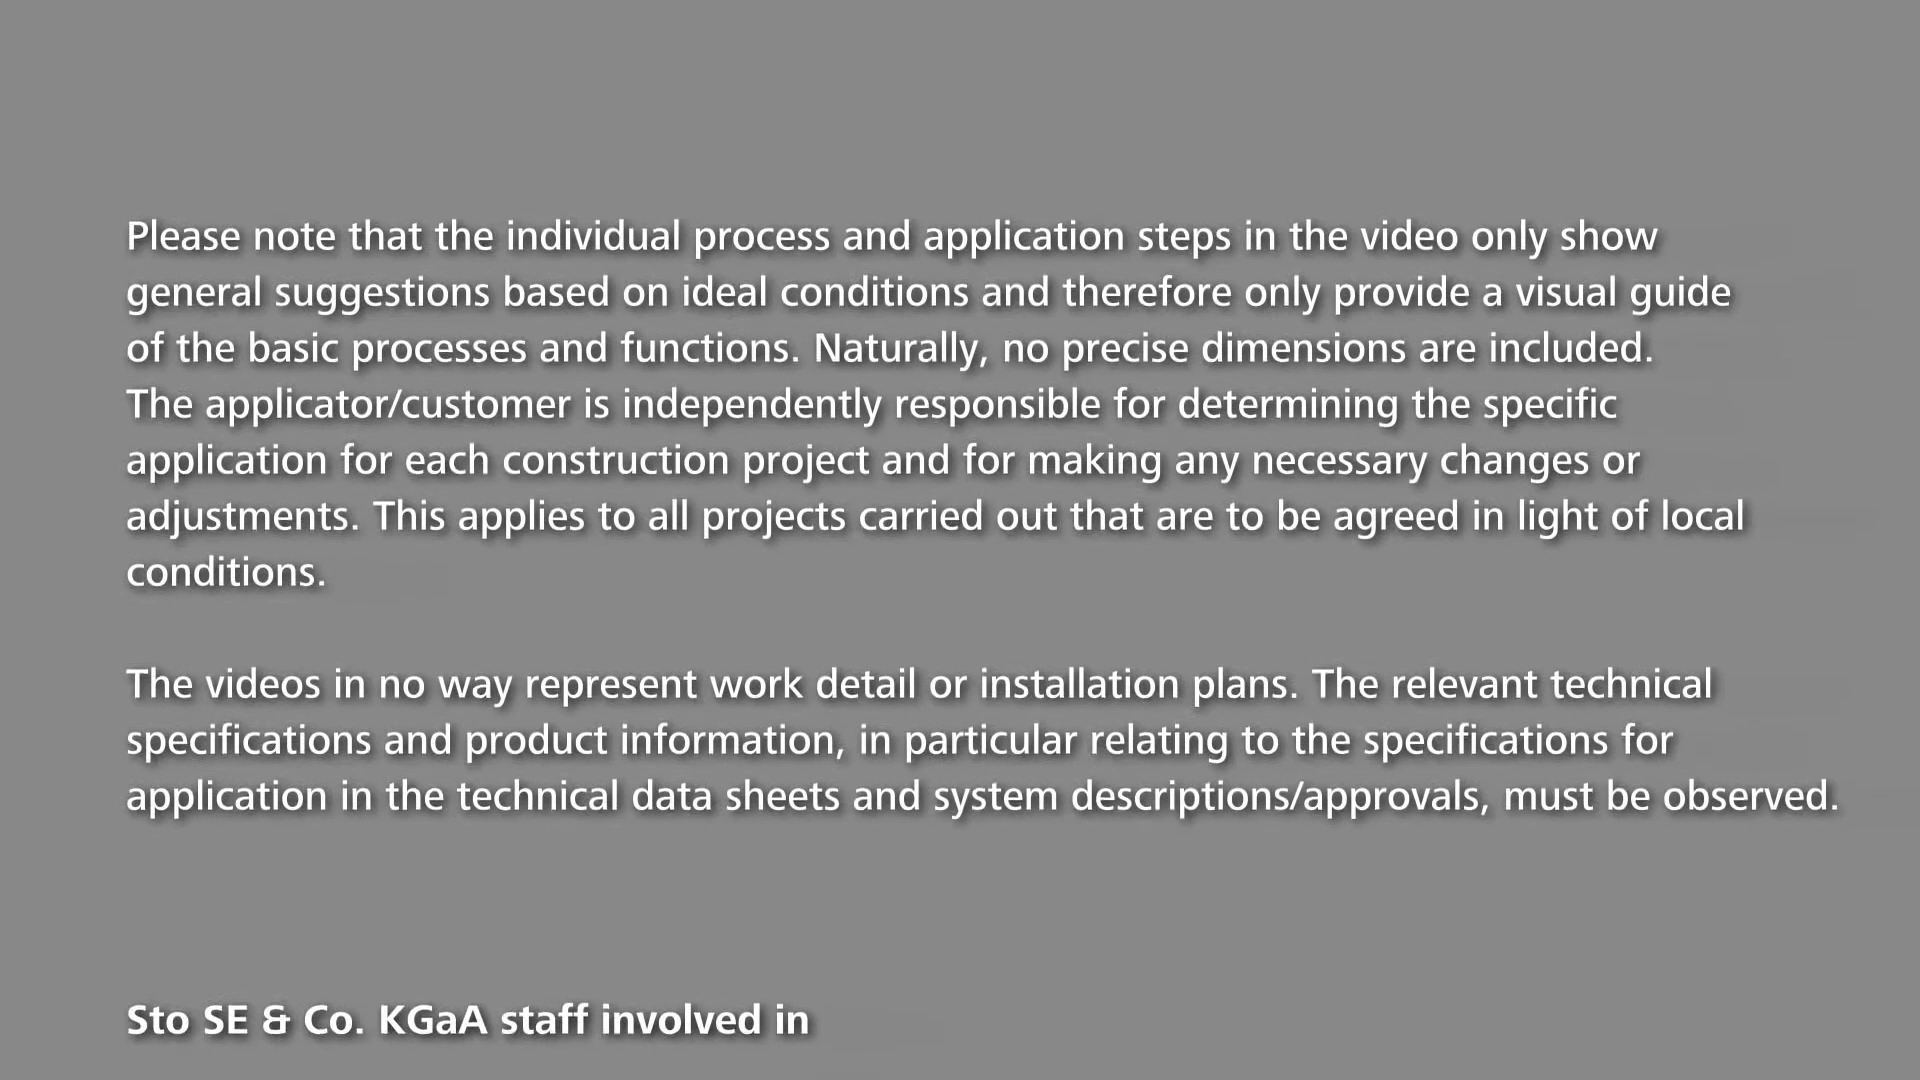 Please note that the individual process and application steps in the video only show
general suggestions based on ideal conditions and therefore only provide a visual guide
of the basic processes and functions. Naturally, no precise dimensions are included.
The applicator/customer is independently responsible for determining the specific
application for each construction project and for making any necessary changes or
adjustments. This applies to all projects carried out that are to be agreed in light of local
conditions.
The videos in no way represent work detail or installation plans. The relevant technical
specifications and product information, in particular relating to the specifications for
application in the technical data sheets and system descriptions/approvals, must be observed.
Sto SE & Co. KGaA staff involved in